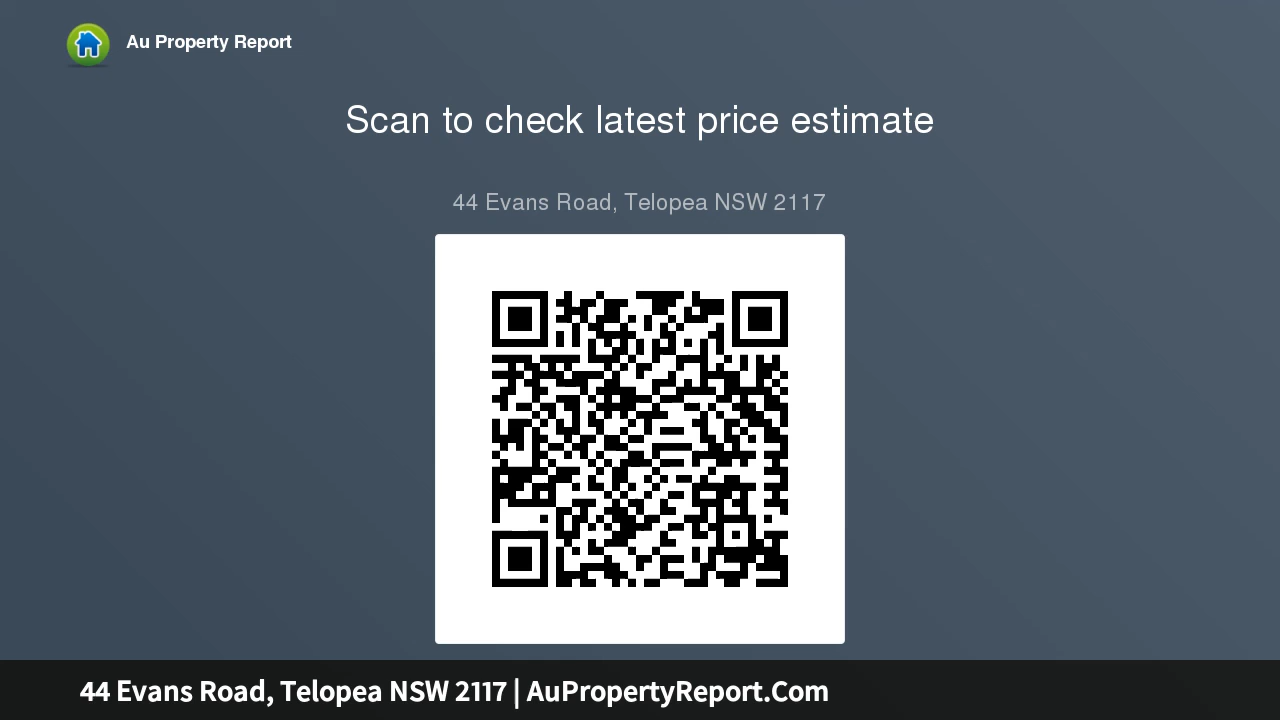 Au Property Report
Scan to check latest price estimate
44 Evans Road, Telopea NSW 2117
44 Evans Road, Telopea NSW 2117 | AuPropertyReport.Com